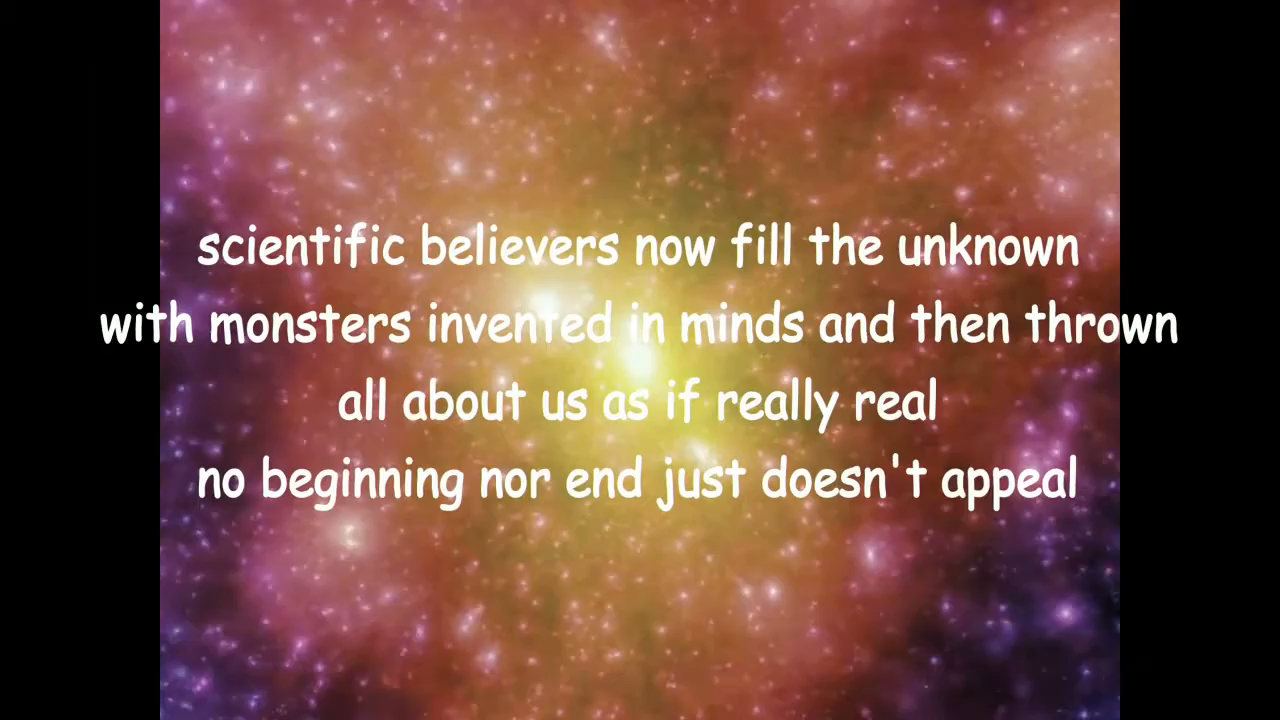 scientific believers now fill the unknown
with monsters invented in minds and then thrown
all about us as if really real
no beginning nor end just doesn't appeal